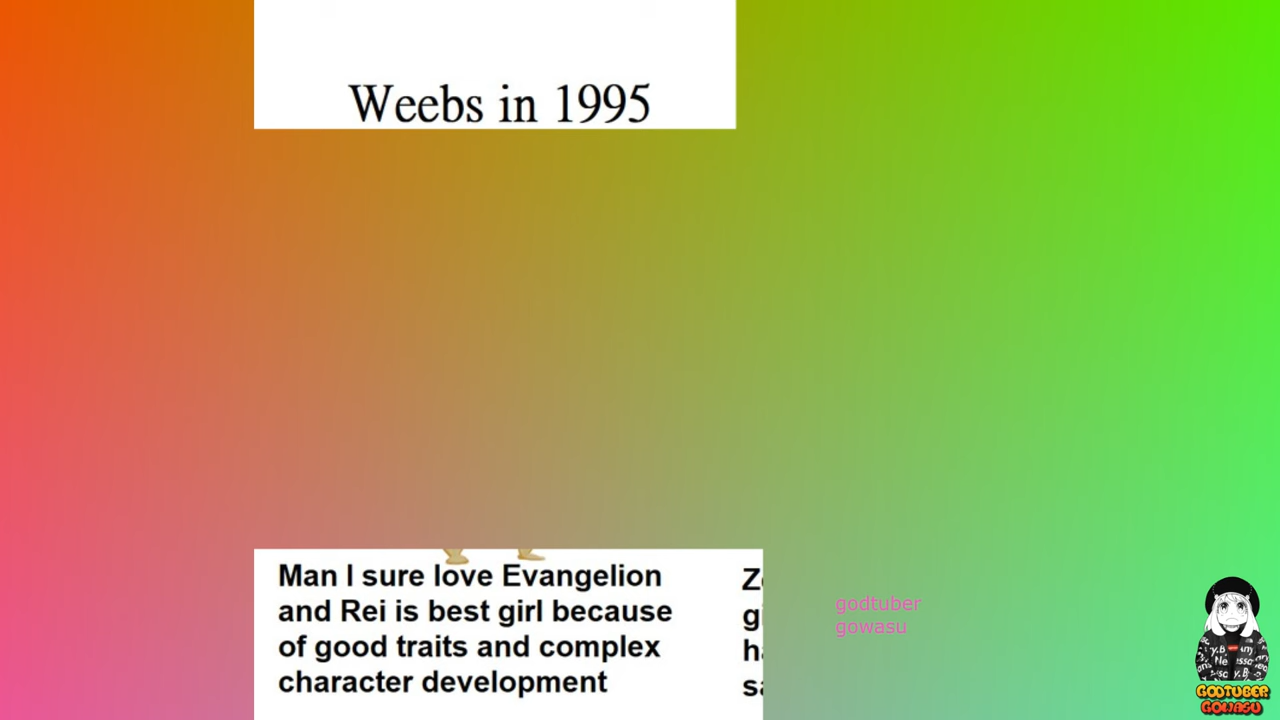 Weebs in 1995
Man I sure love Evangelion
and Rei is best girl because
of good traits and complex
character development
godtuber
gowasu
GODTUBER
GOWASU